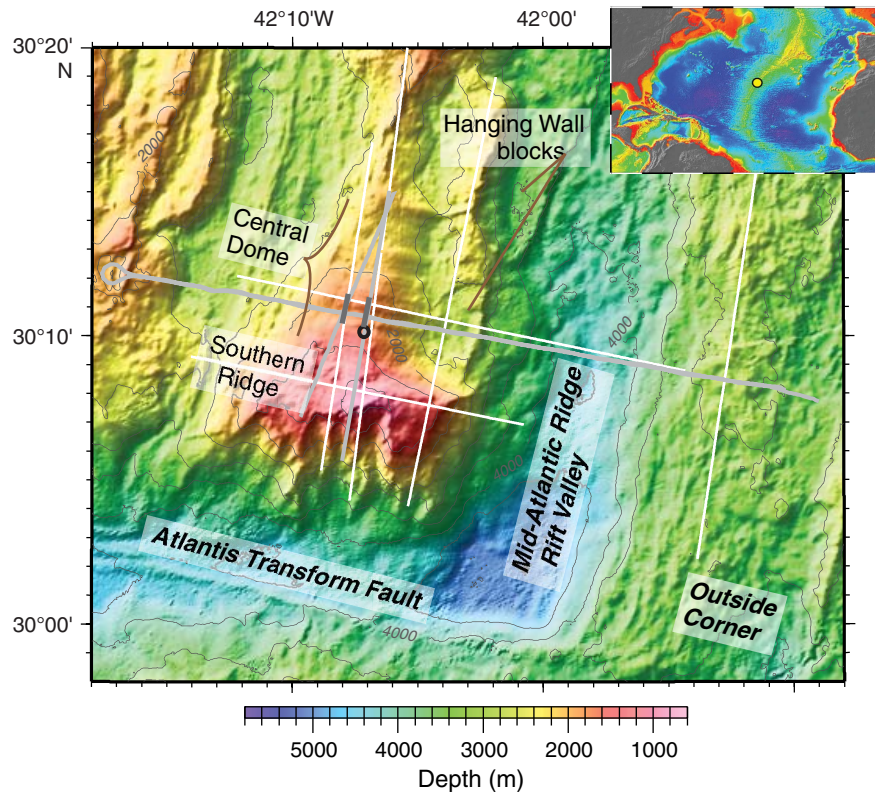 42°10'W
42°00'
30°20'
N
2000
Hanging Wall
blocks
Central
Dome
30°10'
2000
4000
Southern
Ridge
Mid-Atlantic Ridge
Rift Valley
4000
Atlantis Transform Fault
Outside
Corner
30°00'
4000
5000
4000
3000
2000
1000
Depth (m)